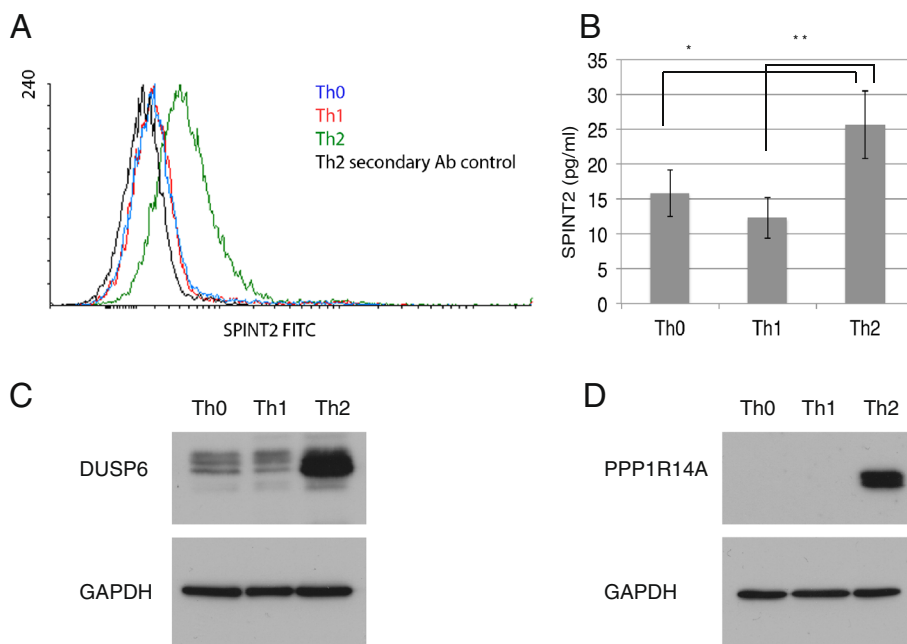 A
240
Th0
Th1
Th2
Th2 secondary Ab control
SPINT2 FITC
B
* **
35
30
25
20
15
10
5
0
SPINT2 (pg/ml)
Th0 Th1 Th2
C
Th0 Th1 Th2
DUSP6
GAPDH
D
Th0 Th1 Th2
PPP1R14A
GAPDH